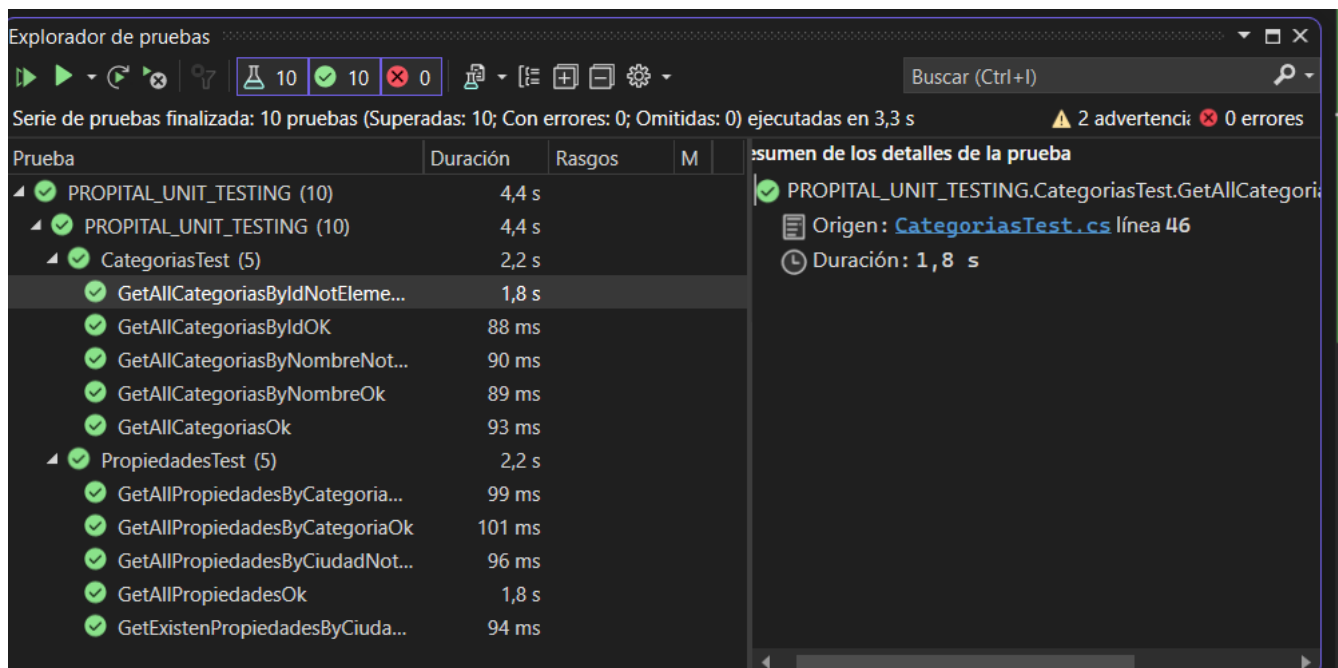 Explorador de pruebas
10 10 0 Buscar (Ctrl+I)
Serie de pruebas finalizada: 10 pruebas (Superadas: 10; Con errores: 0; Omitidas: 0) ejecutadas en 3,3 s 2 advertenci 0 errores
Prueba Duración Rasgos M
PROPITAL_UNIT_TESTING (10) 4,4 s
PROPITAL_UNIT_TESTING (10) 4,4 s
CategoriasTest (5) 2,2 s
GetAllCategoriasByIdNotEleme... 1,8 s
GetAllCategoriasByIdOK 88 ms
GetAllCategoriasByNombreNot... 90 ms
GetAllCategoriasByNombreOk 89 ms
GetAllCategoriasOk 93 ms
PropiedadesTest (5) 2,2 s
GetAllPropiedadesByCategoria... 99 ms
GetAllPropiedadesByCategoriaOk 101 ms
GetAllPropiedadesByCiudadNot... 96 ms
GetAllPropiedadesOk 1,8 s
GetExistenPropiedadesByCiuda... 94 ms
esumen de los detalles de la prueba
PROPITAL_UNIT_TESTING.CategoriasTest.GetAllCategori
Origen: CategoriasTest.cs línea 46
Duración: 1,8 s